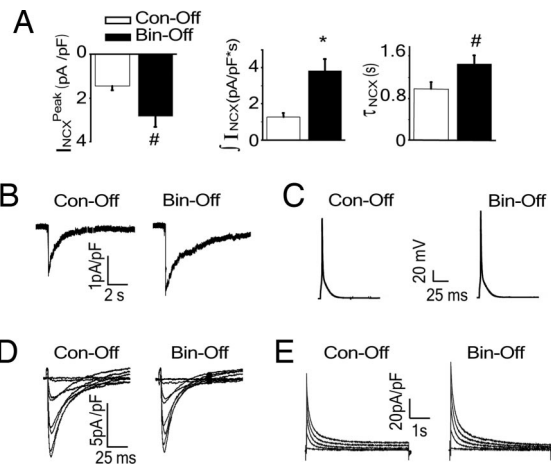 A
Con-Off
Bin-Off
I_NCX^Peak (pA /pF)
0
2
4
#
∫ I_NCX(pA/pF*s)
6
4
2
0
*
τ_NCX (s)
1.6
0.8
0
#
B
Con-Off
Bin-Off
1pA/pF
2 s
C
Con-Off
Bin-Off
20 mV
25 ms
D
Con-Off
Bin-Off
5pA/pF
25 ms
E
Con-Off
Bin-Off
20pA/pF
1s